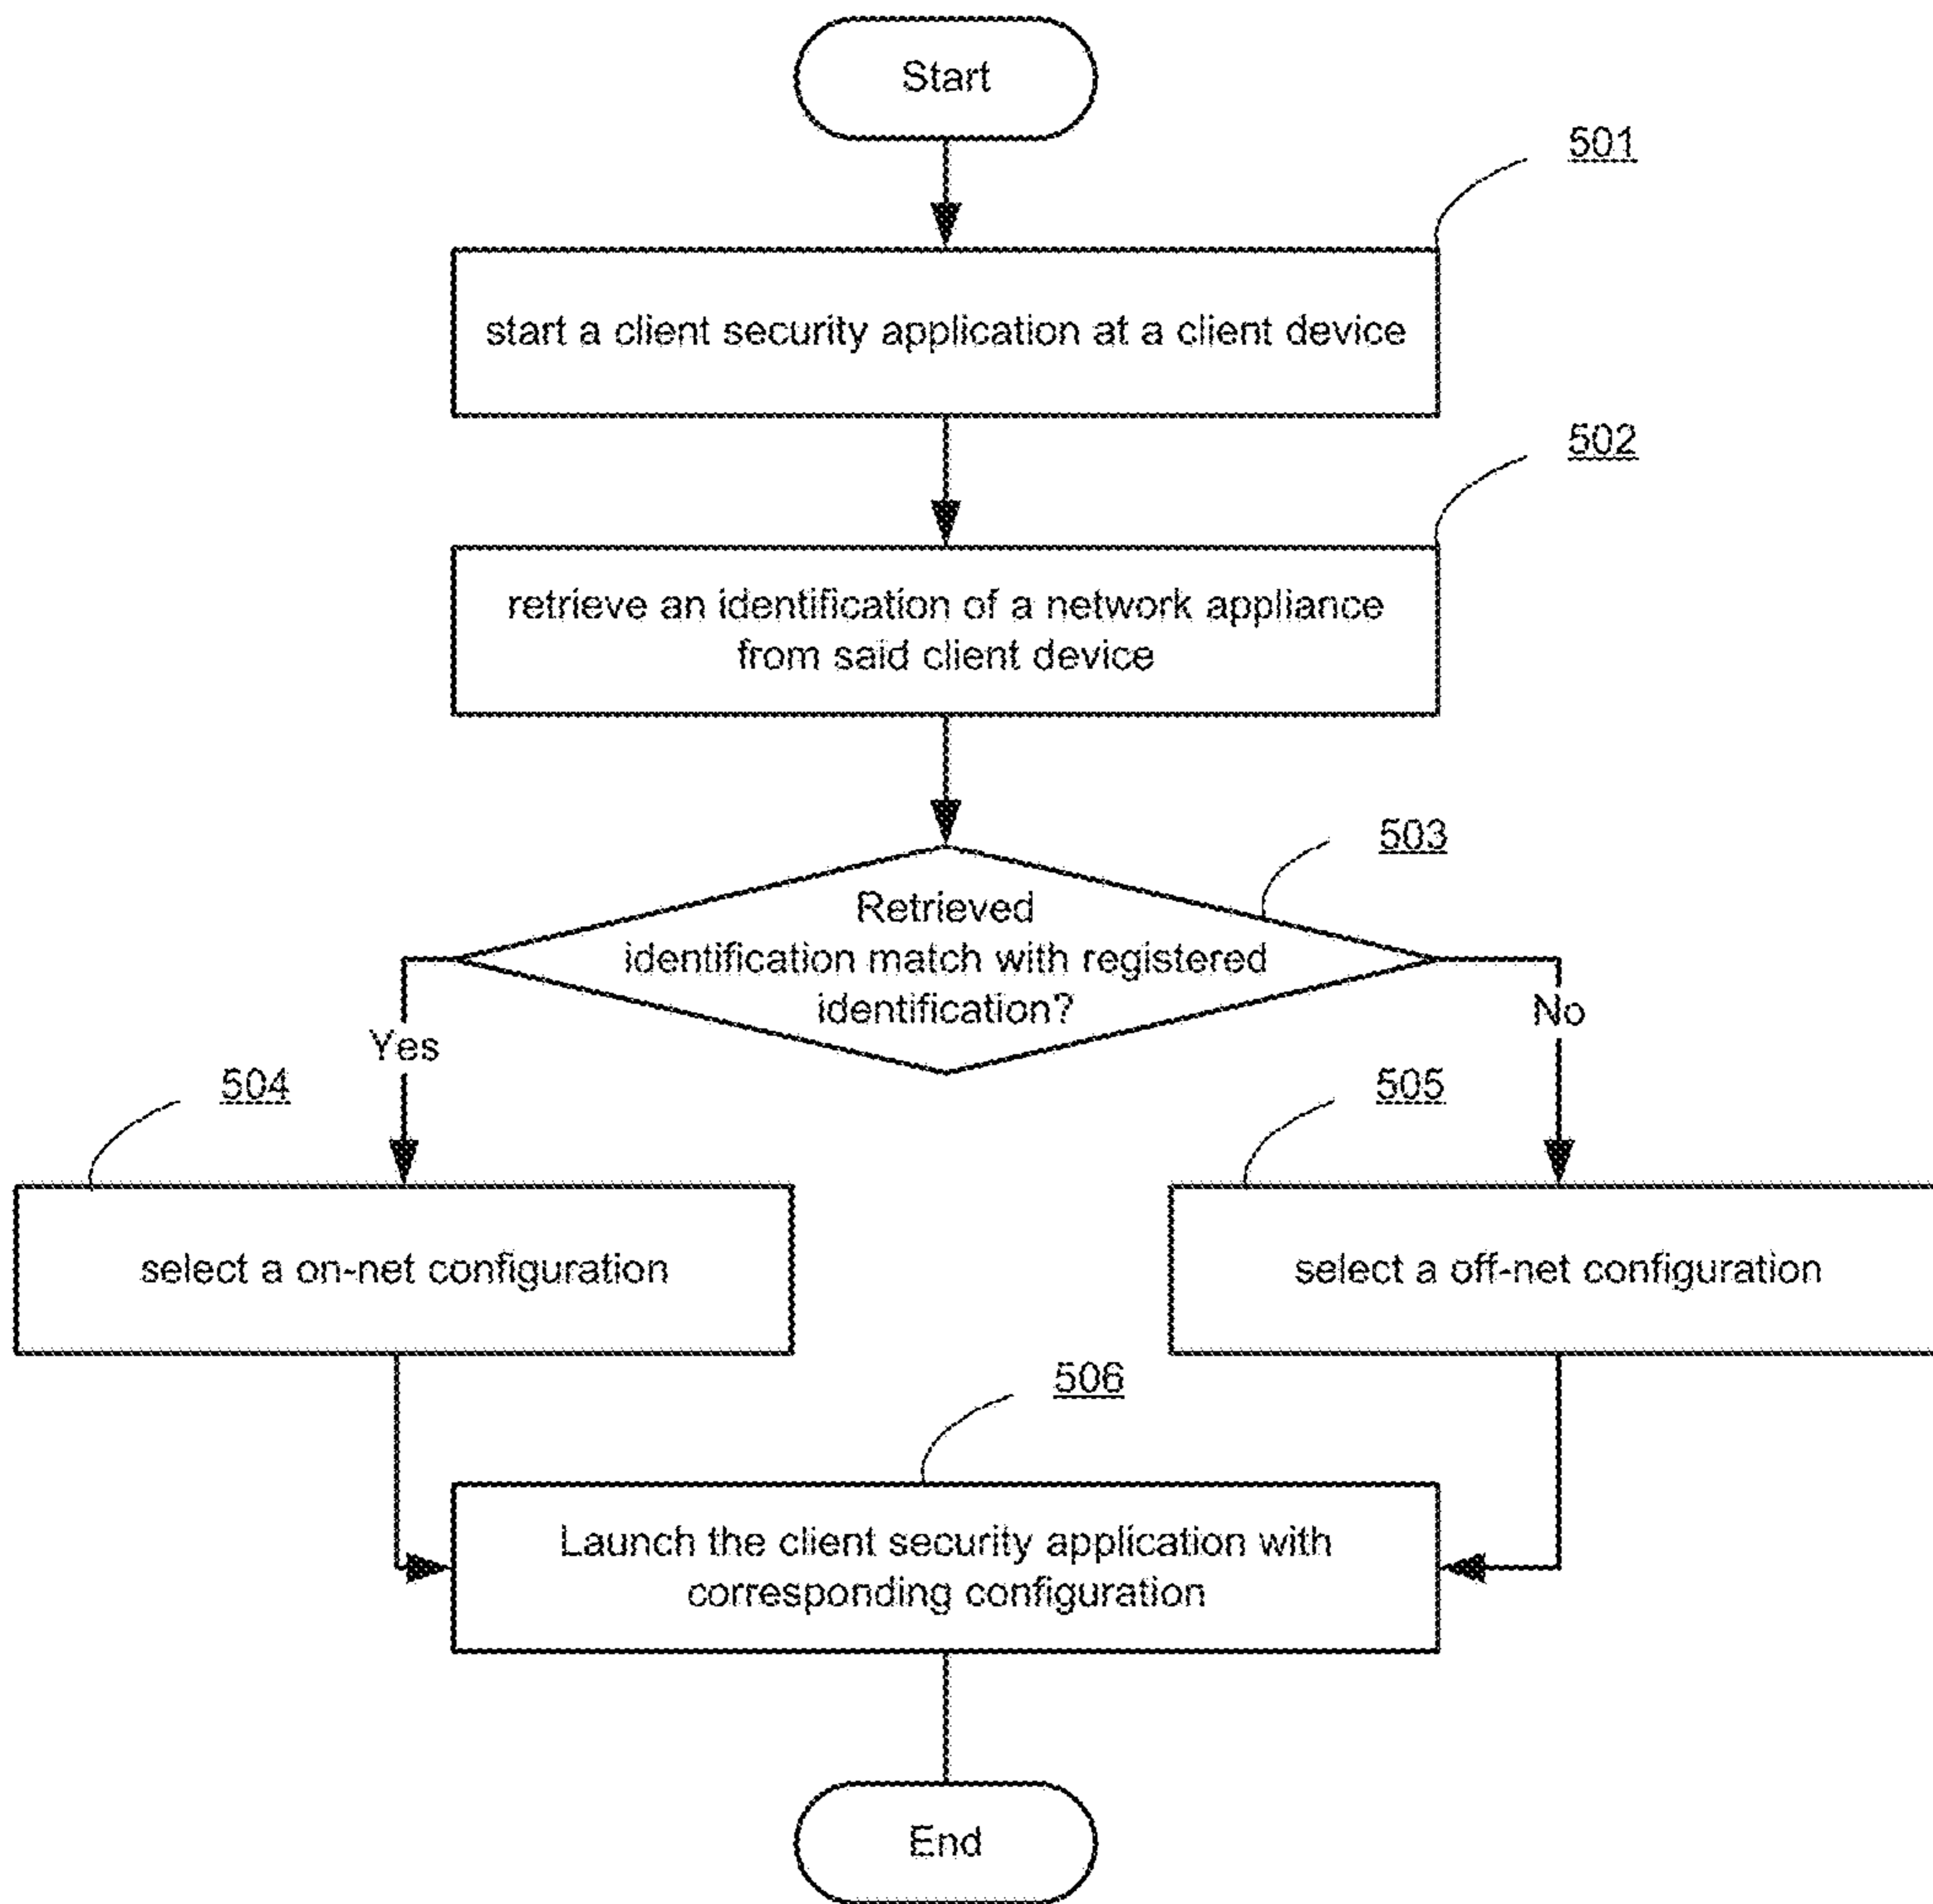 Start
501
start a client security application at a client device
502
retrieve an identification of a network appliance
from said client device
503
Retrieved
identification match with registered
identification?
Yes
No
504
505
select a on-net configuration
select a off-net configuration
506
Launch the client security application with
corresponding configuration
End